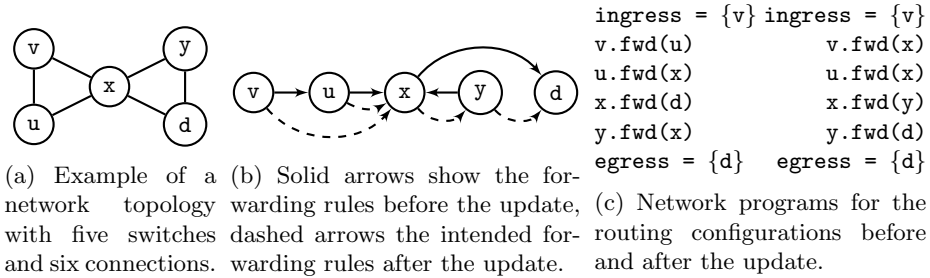 v
y
x
u
d
v u x y d
ingress = {v} ingress = {v}
v.fwd(u) v.fwd(x)
u.fwd(x) u.fwd(x)
x.fwd(d) x.fwd(y)
y.fwd(x) y.fwd(d)
egress = {d} egress = {d}
(a) Example of a
network topology
with five switches
and six connections.
(b) Solid arrows show the for-
warding rules before the update,
dashed arrows the intended for-
warding rules after the update.
(c) Network programs for the
routing configurations before
and after the update.